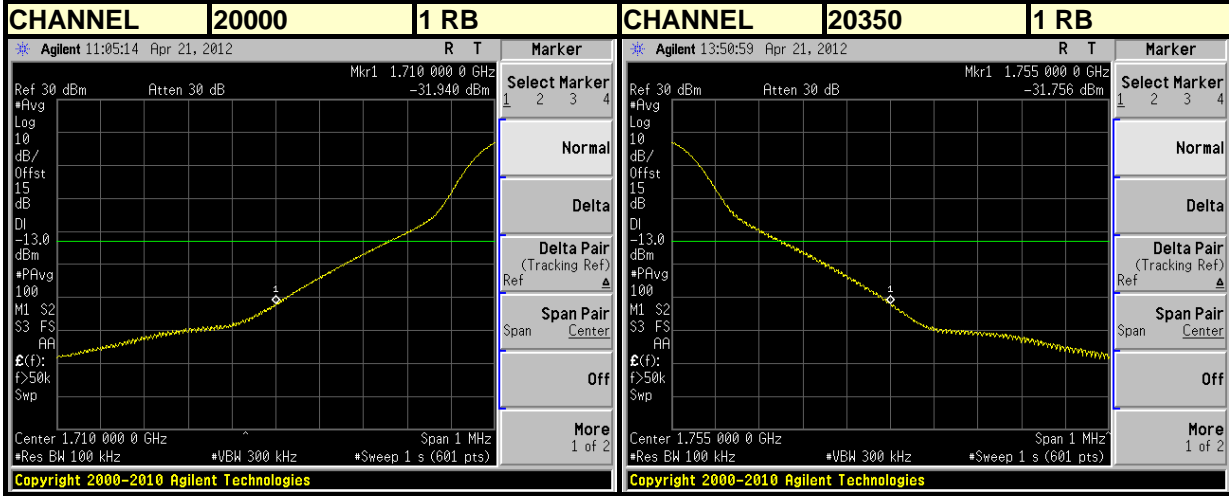 CHANNEL 20000 1 RB
Agilent 11:05:14 Apr 21, 2012 R T
Mkr1 1.710 000 0 GHz
Ref 30 dBm Atten 30 dB -31.940 dBm
#Avg
Log
10
dB/
Offst
15
dB
DI
-13.0
dBm
#PAvg
100
M1 S2
S3 FS
AA
£(f):
f>50k
Swp
1
Center 1.710 000 0 GHz ^ Span 1 MHz
#Res BW 100 kHz #VBW 300 kHz #Sweep 1 s (601 pts)
Copyright 2000-2010 Agilent Technologies
Marker
Select Marker
1 2 3 4
Normal
Delta
Delta Pair
(Tracking Ref)
Ref Δ
Span Pair
Span Center
Off
More
1 of 2
CHANNEL 20350 1 RB
Agilent 13:50:59 Apr 21, 2012 R T
Mkr1 1.755 000 0 GHz
Ref 30 dBm Atten 30 dB -31.756 dBm
#Avg
Log
10
dB/
Offst
15
dB
DI
-13.0
dBm
#PAvg
100
M1 S2
S3 FS
AA
£(f):
f>50k
Swp
1
Center 1.755 000 0 GHz Span 1 MHz^
#Res BW 100 kHz #VBW 300 kHz #Sweep 1 s (601 pts)
Copyright 2000-2010 Agilent Technologies
Marker
Select Marker
1 2 3 4
Normal
Delta
Delta Pair
(Tracking Ref)
Ref Δ
Span Pair
Span Center
Off
More
1 of 2